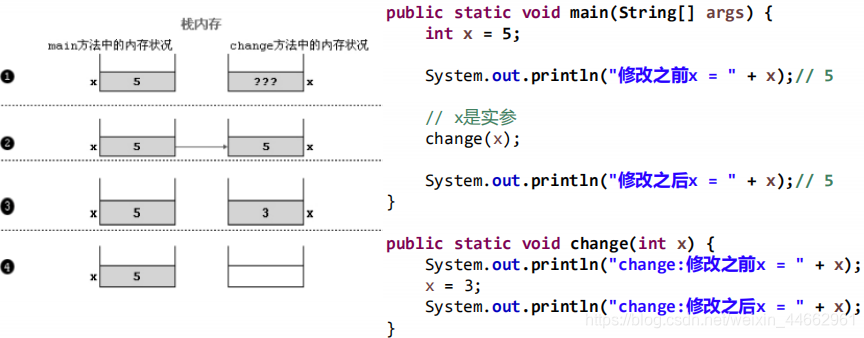 栈内存
main方法中的内存状况 change方法中的内存状况
❶ x 5 ??? x
❷ x 5 5 x
❸ x 5 3 x
❹ x 5
public static void main(String[] args) {
int x = 5;
System.out.println("修改之前x = " + x);// 5
// x是实参
change(x);
System.out.println("修改之后x = " + x);// 5
}
public static void change(int x) {
System.out.println("change:修改之前x = " + x);
x = 3;
System.out.println("change:修改之后x = " + x);
}
https://blog.csdn.net/weixin_44662961